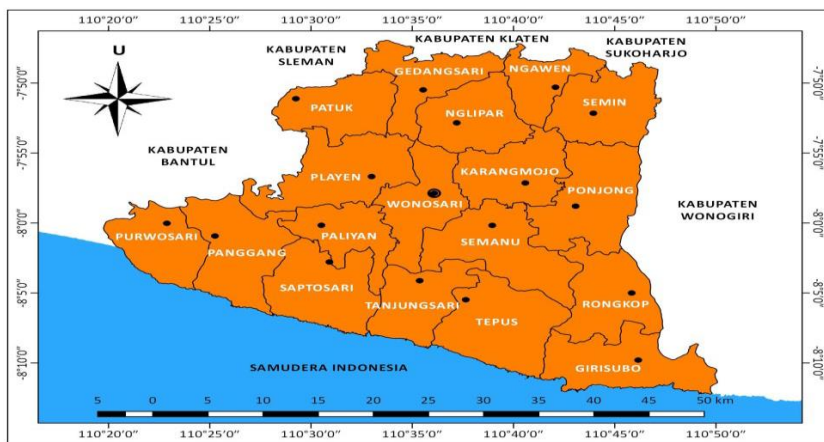 110°20'0" 110°25'0" 110°30'0" 110°35'0" 110°40'0" 110°45'0" 110°50'0"
U
KABUPATEN
SLEMAN
KABUPATEN KLATEN
KABUPATEN
SUKOHARJO
GEDANGSARI
NGAWEN
-7°50'0"
-7°50'0"
PATUK
NGLIPAR
SEMIN
KABUPATEN
BANTUL
-7°55'0"
-7°55'0"
PLAYEN
KARANGMOJO
PONJONG
WONOSARI
KABUPATEN
WONOGIRI
-8°0'0"
-8°0'0"
PURWOSARI
PANGGANG
PALIYAN
SEMANU
SAPTOSARI
TANJUNGSARI
TEPUS
RONGKOP
-8°5'0"
-8°5'0"
GIRISUBO
-8°10'0"
-8°10'0"
SAMUDERA INDONESIA
5 0 5 10 15 20 25 30 35 40 45 50 km
110°20'0" 110°25'0" 110°30'0" 110°35'0" 110°40'0" 110°45'0" 110°50'0"